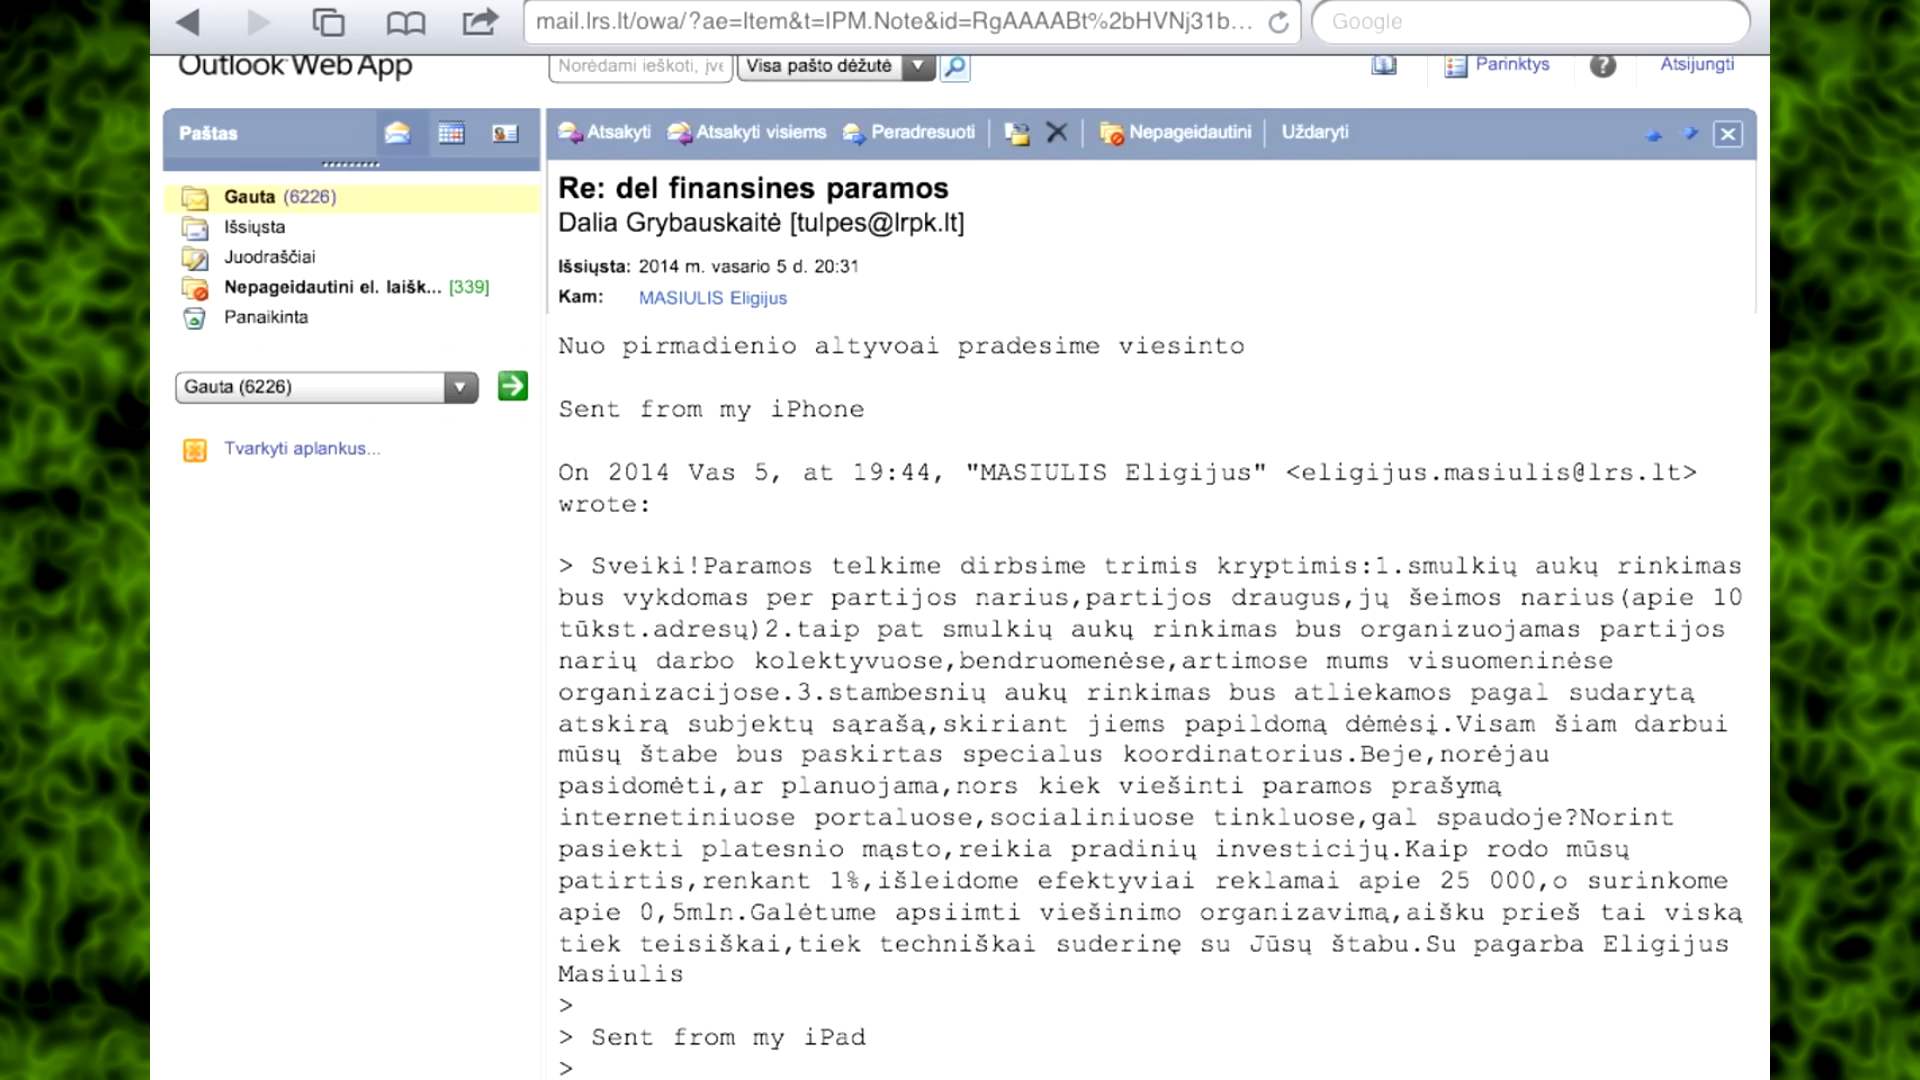 mail.lrs.lt/owa/?ae=Item&t=IPM.Note&id=RgAAAABt%2bHVNj31b...
Google
Outlook Web App
Norėdami ieškoti, įve
Visa pašto dėžutė
Parinktys
Atsijungti
Paštas
Atsakyti
Atsakyti visiems
Peradresuoti
Nepageidautini
Uždaryti
Gauta (6226)
Išsiųsta
Juodraščiai
Nepageidautini el. laišk... [339]
Panaikinta
Gauta (6226)
Tvarkyti aplankus...
Re: del finansines paramos
Dalia Grybauskaitė [tulpes@lrpk.lt]
Išsiųsta: 2014 m. vasario 5 d. 20:31
Kam: MASIULIS Eligijus
Nuo pirmadienio altyvoai pradesime viesinto
Sent from my iPhone
On 2014 Vas 5, at 19:44, "MASIULIS Eligijus" <eligijus.masiulis@lrs.lt>
wrote:
> Sveiki!Paramos telkime dirbsime trimis kryptimis:1.smulkių aukų rinkimas
bus vykdomas per partijos narius,partijos draugus,jų šeimos narius(apie 10
tūkst.adresų)2.taip pat smulkių aukų rinkimas bus organizuojamas partijos
narių darbo kolektyvuose,bendruomenėse,artimose mums visuomeninėse
organizacijose.3.stambesnių aukų rinkimas bus atliekamos pagal sudarytą
atskirą subjektų sąrašą,skiriant jiems papildomą dėmėsį.Visam šiam darbui
mūsų štabe bus paskirtas specialus koordinatorius.Beje,norėjau
pasidomėti,ar planuojama,nors kiek viešinti paramos prašymą
internetiniuose portaluose,socialiniuose tinkluose,gal spaudoje?Norint
pasiekti platesnio mąsto,reikia pradinių investicijų.Kaip rodo mūsų
patirtis,renkant 1%,išleidome efektyviai reklamai apie 25 000,o surinkome
apie 0,5mln.Galėtume apsiimti viešinimo organizavimą,aišku prieš tai viską
tiek teisiškai,tiek techniškai suderinę su Jūsų štabu.Su pagarba Eligijus
Masiulis
>
> Sent from my iPad
>